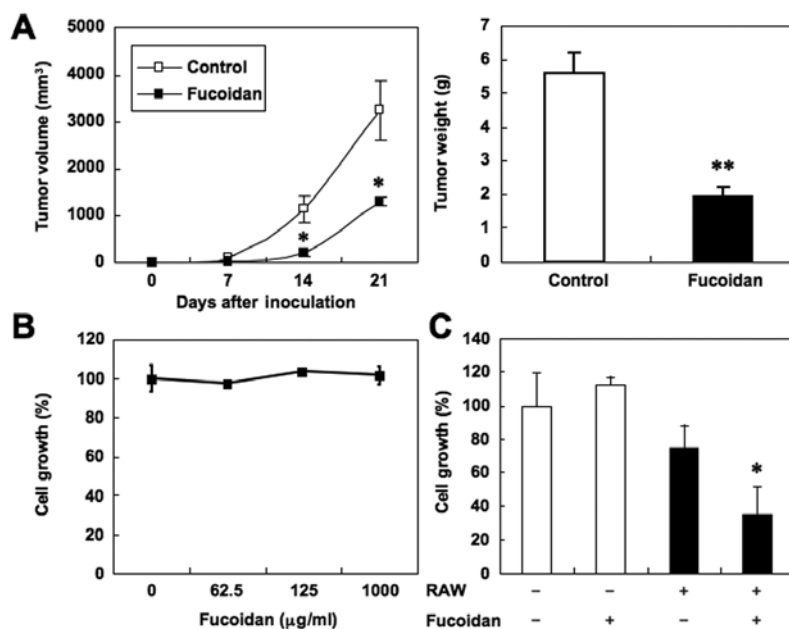 A
Tumor volume (mm³)
5000
4000
3000
2000
1000
0
Control
Fucoidan
*
*
0 7 14 21
Days after inoculation
Tumor weight (g)
7
6
5
4
3
2
1
0
**
Control Fucoidan
B
Cell growth (%)
120
100
80
60
40
20
0
0 62.5 125 1000
Fucoidan (μg/ml)
C
Cell growth (%)
140
120
100
80
60
40
20
0
*
RAW – – + +
Fucoidan – + – +